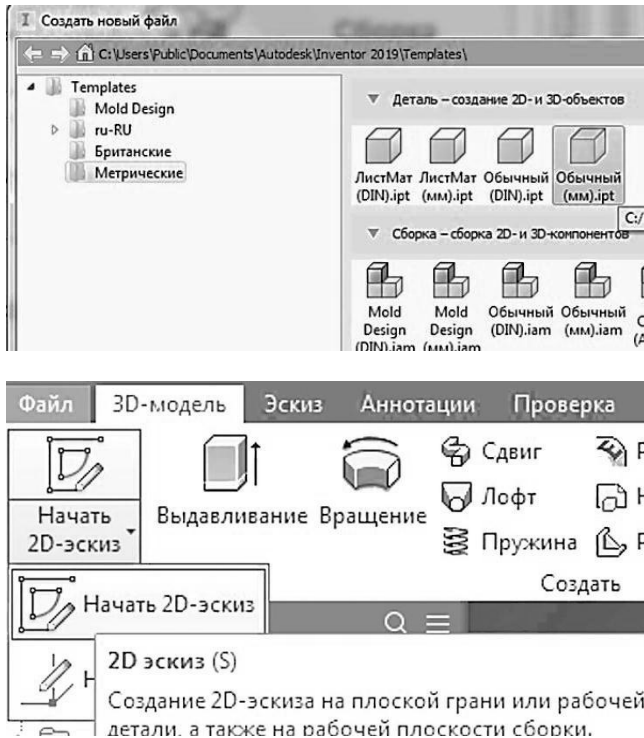 Создать новый файл
C:\Users\Public\Documents\Autodesk\Inventor 2019\Templates\
Templates
Mold Design
ru-RU
Британские
Метрические
Деталь – создание 2D- и 3D-объектов
ЛистМат ЛистМат Обычный Обычный
(DIN).ipt (мм).ipt (DIN).ipt (мм).ipt
C:/
Сборка – сборка 2D- и 3D-компонентов
Mold Mold Обычный Обычный
Design Design (DIN).iam (мм).iam
(DIN).iam (мм).iam
Файл 3D-модель Эскиз Аннотации Проверка
Начать
2D-эскиз
Выдавливание Вращение
Сдвиг
Лофт
Пружина
Создать
Начать 2D-эскиз
2D эскиз (S)
Создание 2D-эскиза на плоской грани или рабочей
детали, а также на рабочей плоскости сборки.